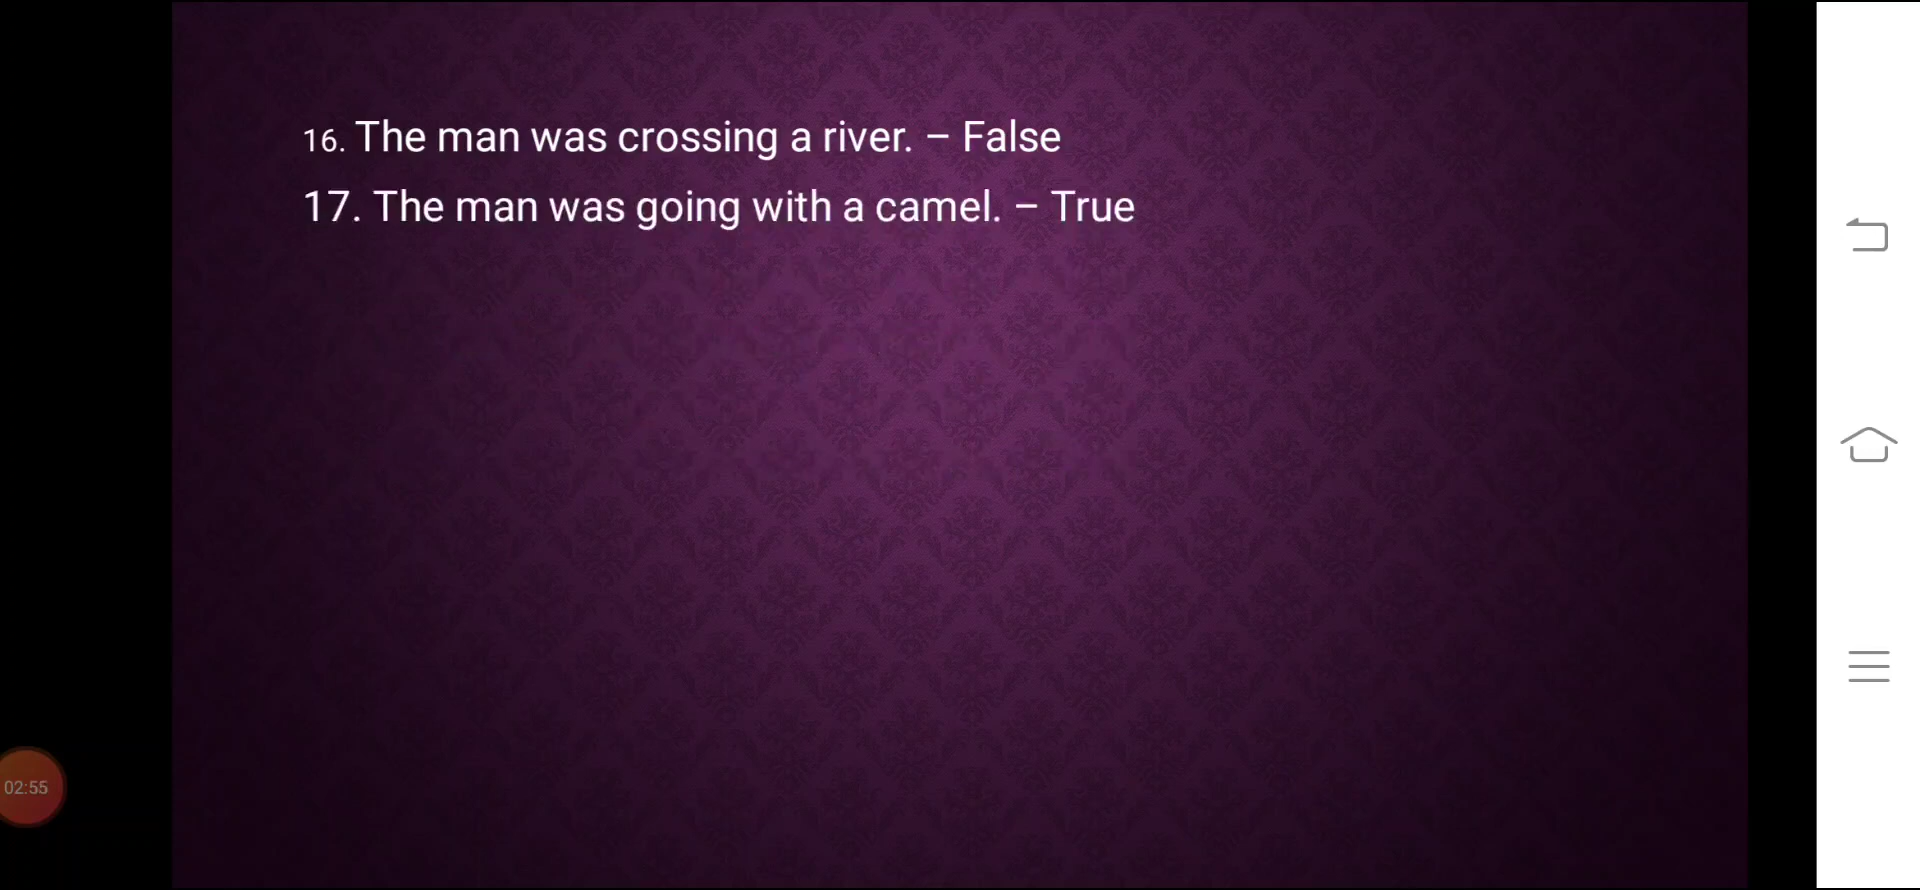 16. The man was crossing a river. – False
17. The man was going with a camel. – True
02:55